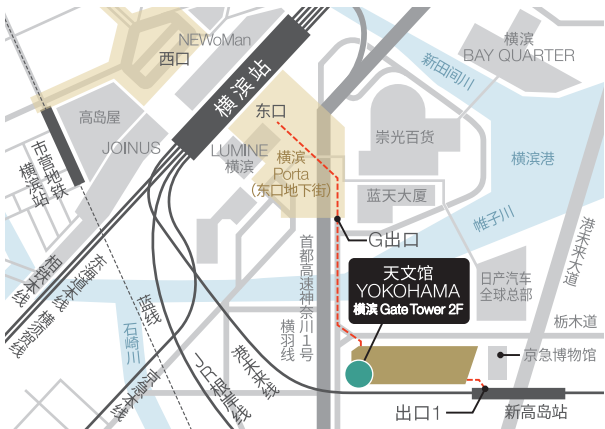 NEWoMan
西口
横滨站
横滨
BAY QUARTER
新田间川
高岛屋
JOINUS
东口
LUMINE
横滨
横滨
Porta
(东口地下街)
崇光百货
横滨港
市营地铁
横滨站
蓝天大厦
帷子川
港未来大道
G出口
天文馆
YOKOHAMA
横滨 Gate Tower 2F
日产汽车
全球总部
首都高速神奈川1号
横羽线
栃木道
京急博物馆
相铁本线
东海道本线
横须贺线
蓝线
石崎川
京急本线
JR根岸线
港未来线
出口1
新高岛站